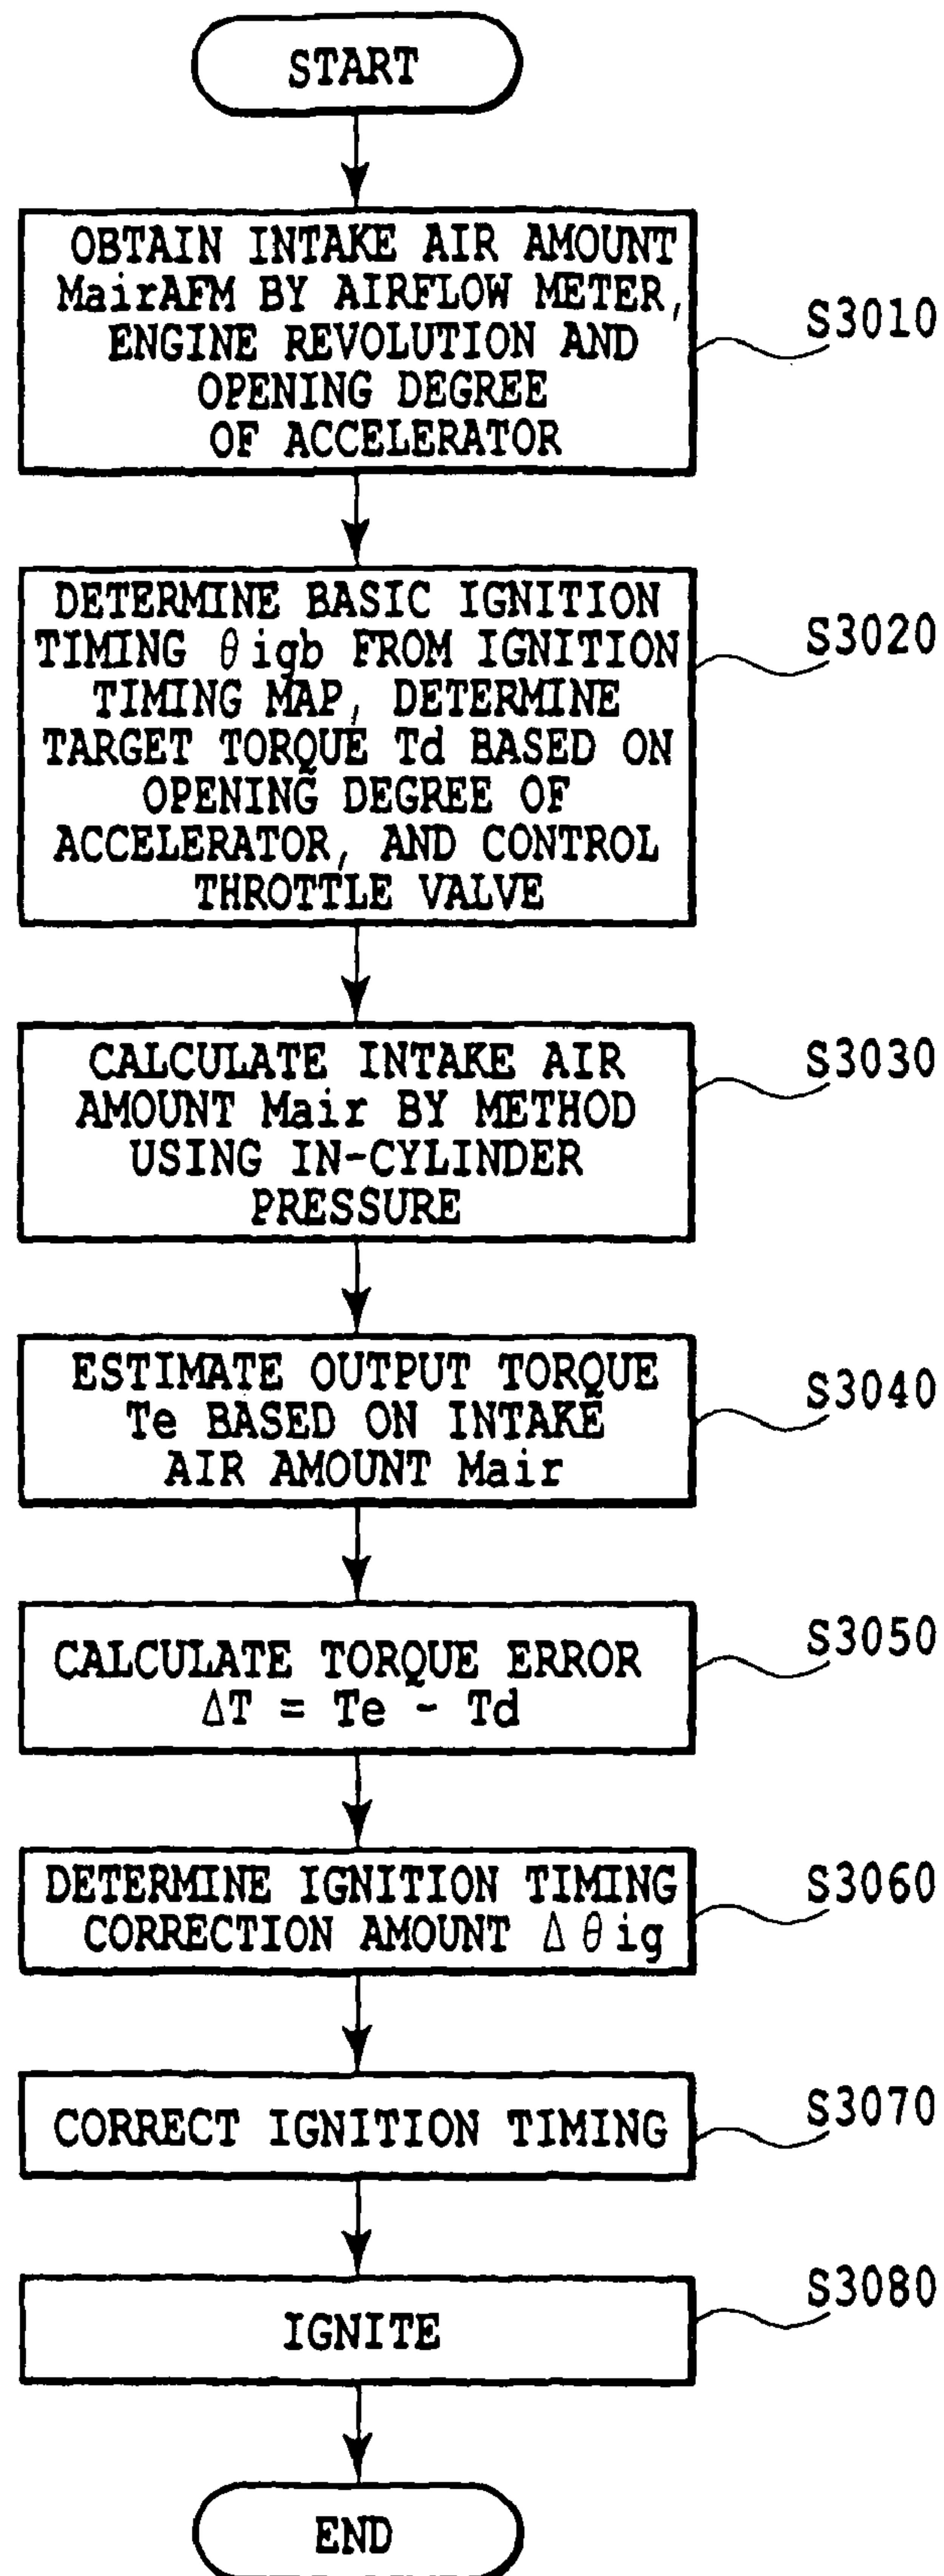 START
OBTAIN INTAKE AIR AMOUNT
MairAFM BY AIRFLOW METER,
ENGINE REVOLUTION AND
OPENING DEGREE
OF ACCELERATOR
S3010
DETERMINE BASIC IGNITION
TIMING θigb FROM IGNITION
TIMING MAP, DETERMINE
TARGET TORQUE Td BASED ON
OPENING DEGREE OF
ACCELERATOR, AND CONTROL
THROTTLE VALVE
S3020
CALCULATE INTAKE AIR
AMOUNT Mair BY METHOD
USING IN-CYLINDER
PRESSURE
S3030
ESTIMATE OUTPUT TORQUE
Te BASED ON INTAKE
AIR AMOUNT Mair
S3040
CALCULATE TORQUE ERROR
ΔT = Te - Td
S3050
DETERMINE IGNITION TIMING
CORRECTION AMOUNT Δθig
S3060
CORRECT IGNITION TIMING
S3070
IGNITE
S3080
END